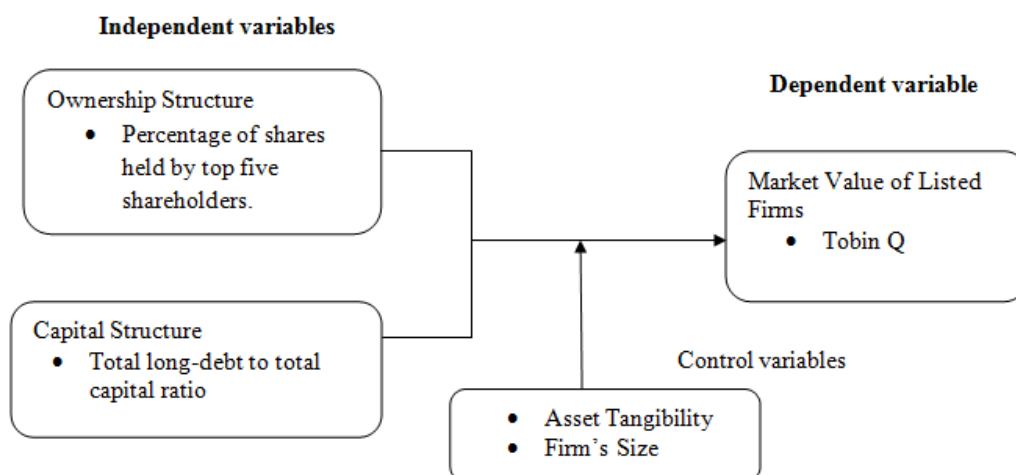 Independent variables
Ownership Structure
• Percentage of shares
held by top five
shareholders.
Dependent variable
Market Value of Listed
Firms
• Tobin Q
Capital Structure
• Total long-debt to total
capital ratio
Control variables
• Asset Tangibility
• Firm’s Size